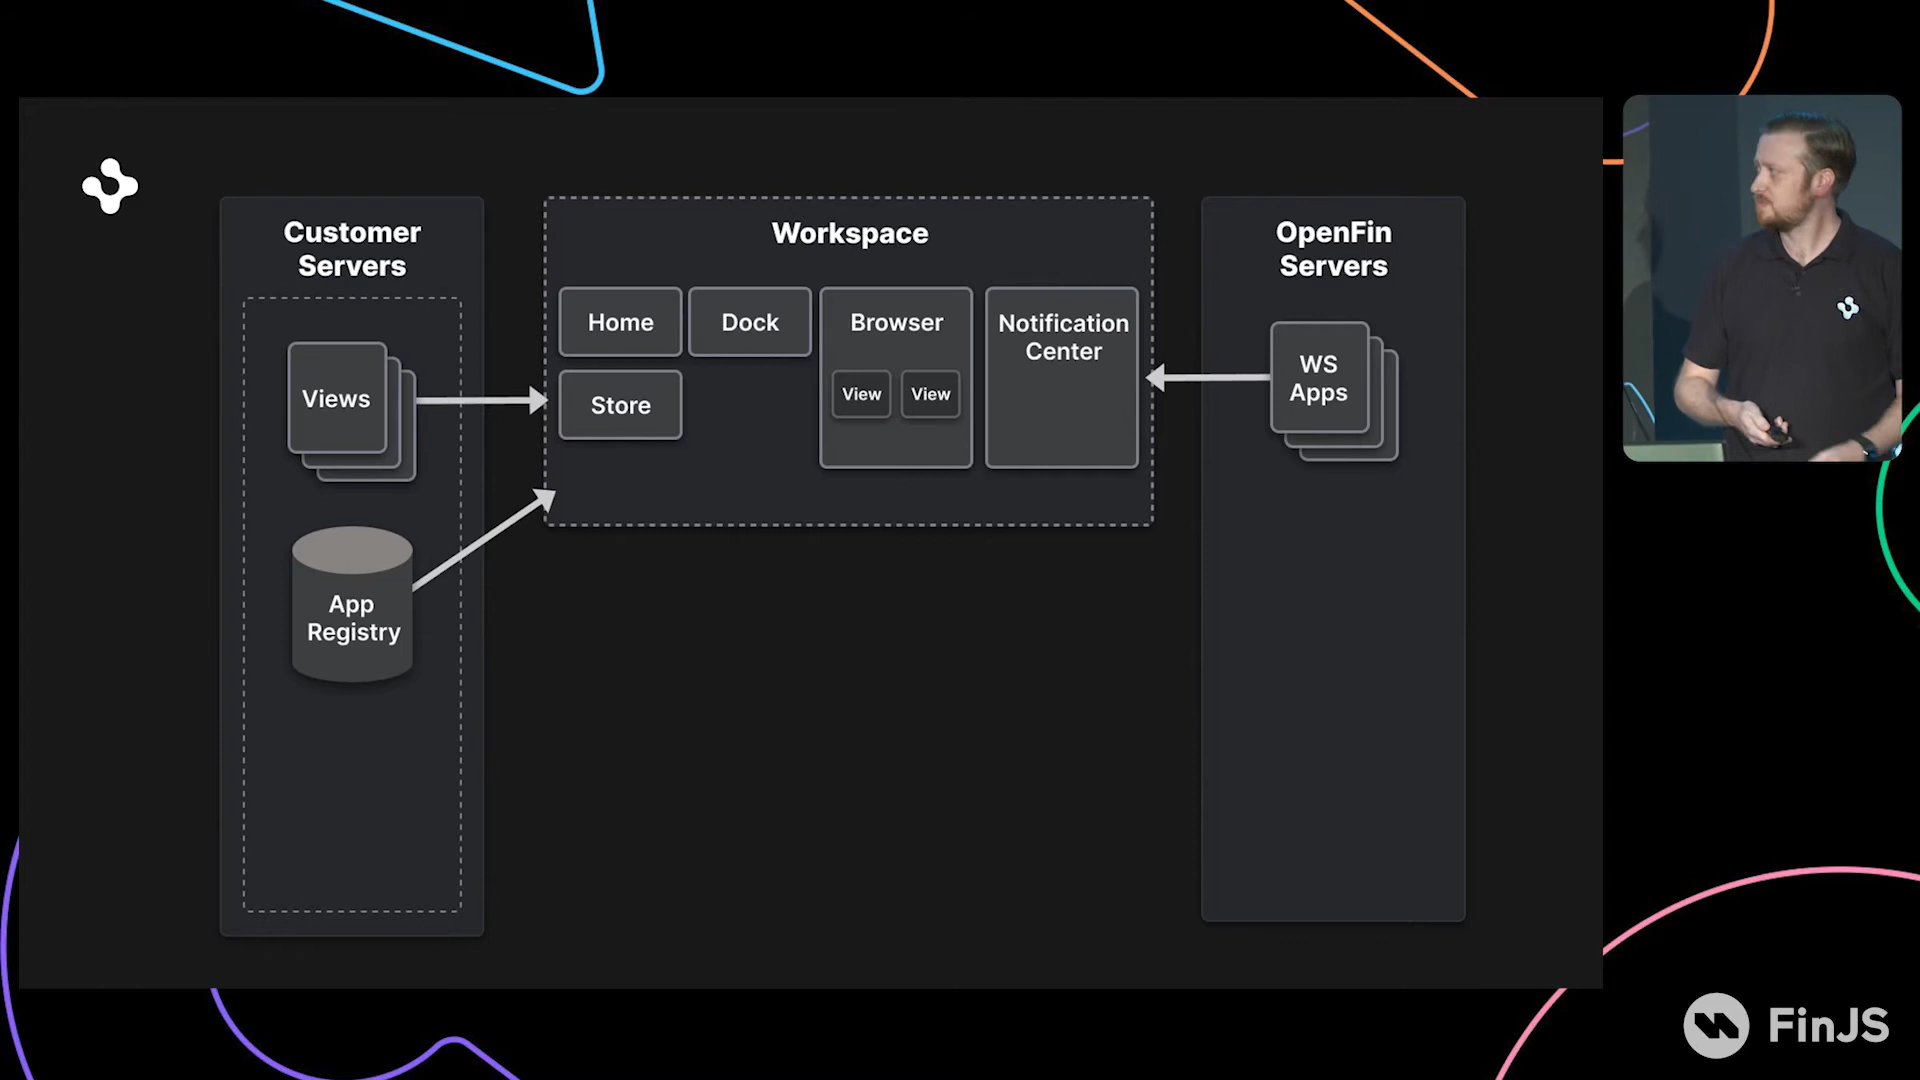 Customer
Servers
Views
App
Registry
Workspace
Home
Dock
Store
Browser
View
View
Notification
Center
OpenFin
Servers
WS
Apps
FinJS